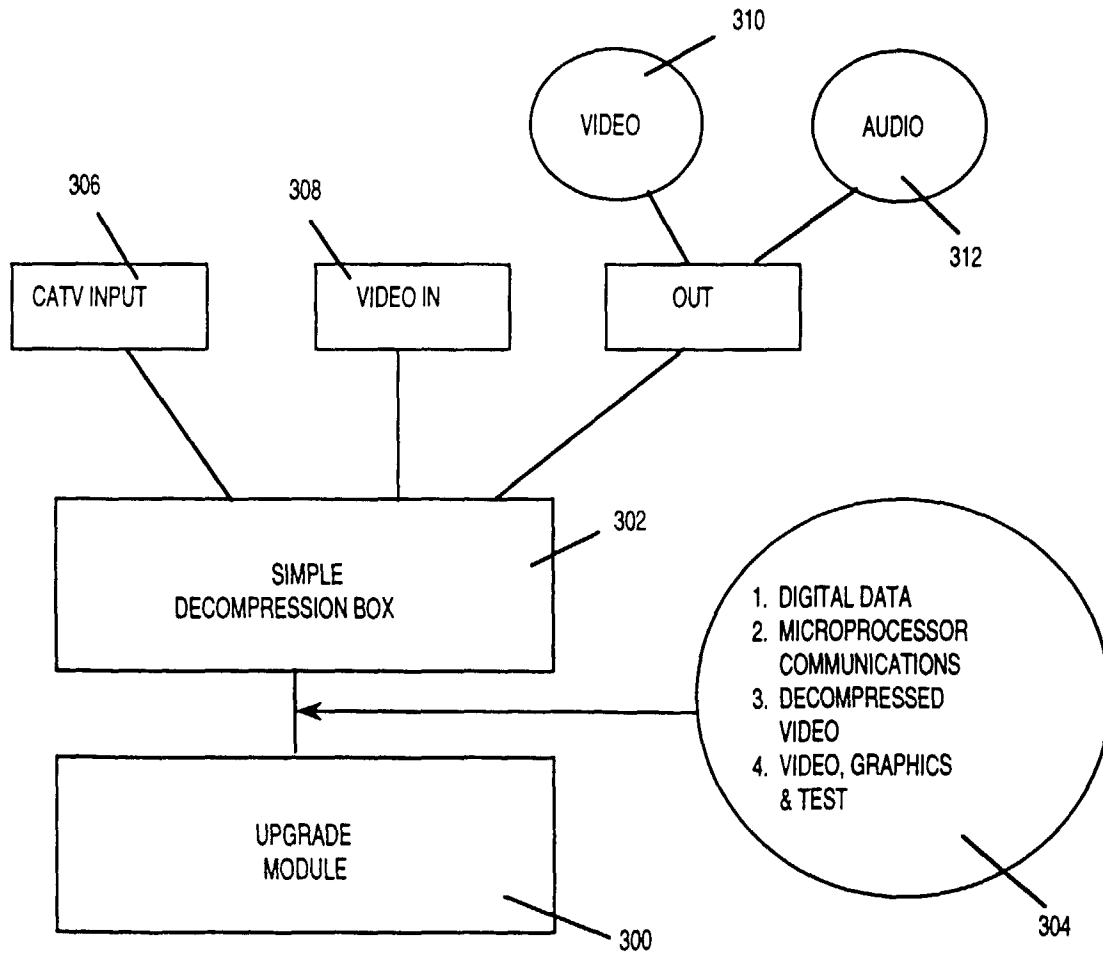 310
VIDEO
AUDIO
306
308
312
CATV INPUT
VIDEO IN
OUT
302
SIMPLE
DECOMPRESSION BOX
1. DIGITAL DATA
2. MICROPROCESSOR
COMMUNICATIONS
3. DECOMPRESSED
VIDEO
4. VIDEO, GRAPHICS
& TEST
UPGRADE
MODULE
300
304